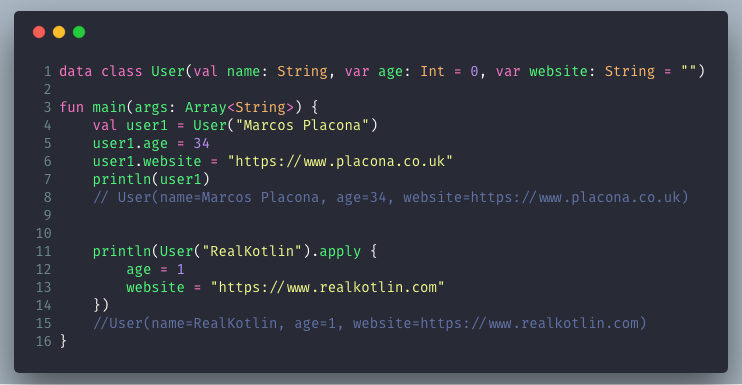 1 data class User(val name: String, var age: Int = 0, var website: String = "")
2
3 fun main(args: Array<String>) {
4     val user1 = User("Marcos Placona")
5     user1.age = 34
6     user1.website = "https://www.placona.co.uk"
7     println(user1)
8     // User(name=Marcos Placona, age=34, website=https://www.placona.co.uk)
9
10
11     println(User("RealKotlin").apply {
12         age = 1
13         website = "https://www.realkotlin.com"
14     })
15     //User(name=RealKotlin, age=1, website=https://www.realkotlin.com)
16 }